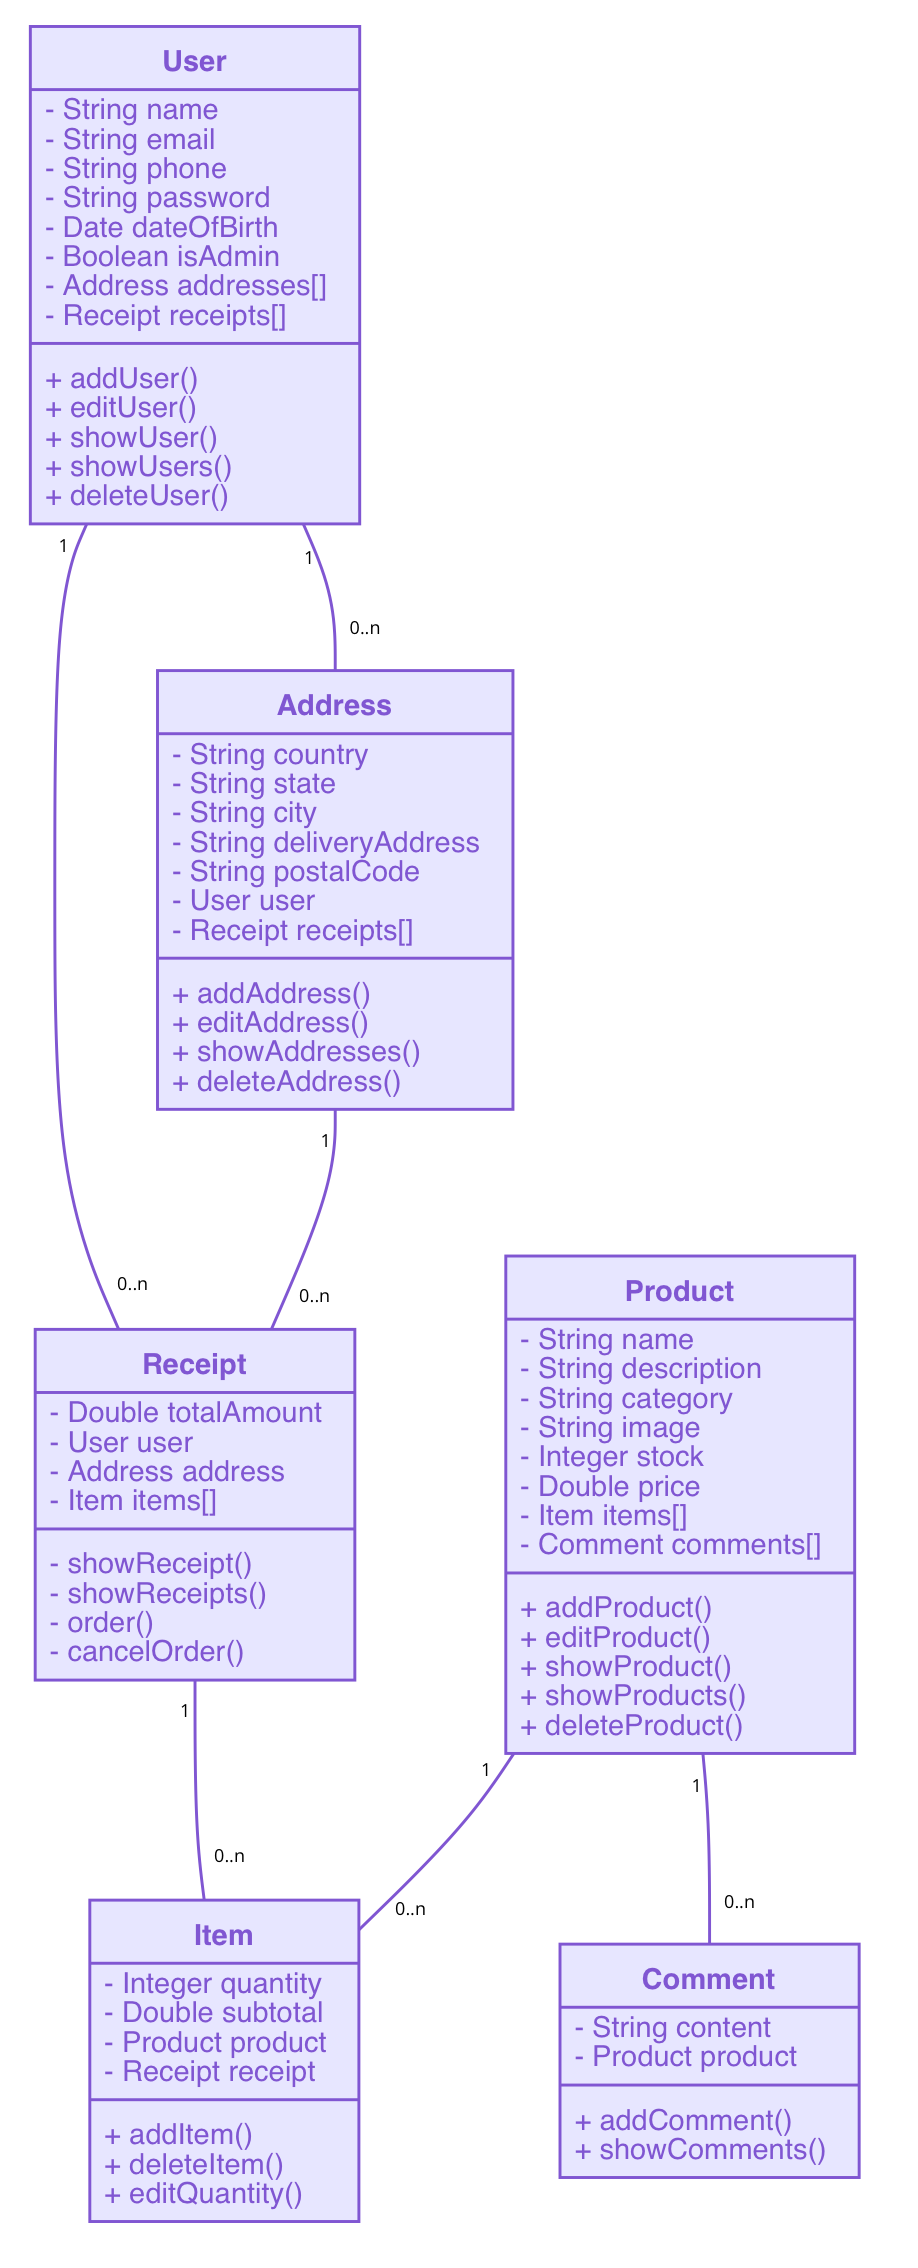 User
- String name
- String email
- String phone
- String password
- Date dateOfBirth
- Boolean isAdmin
- Address addresses[]
- Receipt receipts[]
+ addUser()
+ editUser()
+ showUser()
+ showUsers()
+ deleteUser()
1
1
0..n
Address
- String country
- String state
- String city
- String deliveryAddress
- String postalCode
- User user
- Receipt receipts[]
+ addAddress()
+ editAddress()
+ showAddresses()
+ deleteAddress()
1
0..n
0..n
Receipt
- Double totalAmount
- User user
- Address address
- Item items[]
- showReceipt()
- showReceipts()
- order()
- cancelOrder()
Product
- String name
- String description
- String category
- String image
- Integer stock
- Double price
- Item items[]
- Comment comments[]
+ addProduct()
+ editProduct()
+ showProduct()
+ showProducts()
+ deleteProduct()
1
1
1
0..n
0..n
0..n
Item
- Integer quantity
- Double subtotal
- Product product
- Receipt receipt
+ addItem()
+ deleteItem()
+ editQuantity()
Comment
- String content
- Product product
+ addComment()
+ showComments()